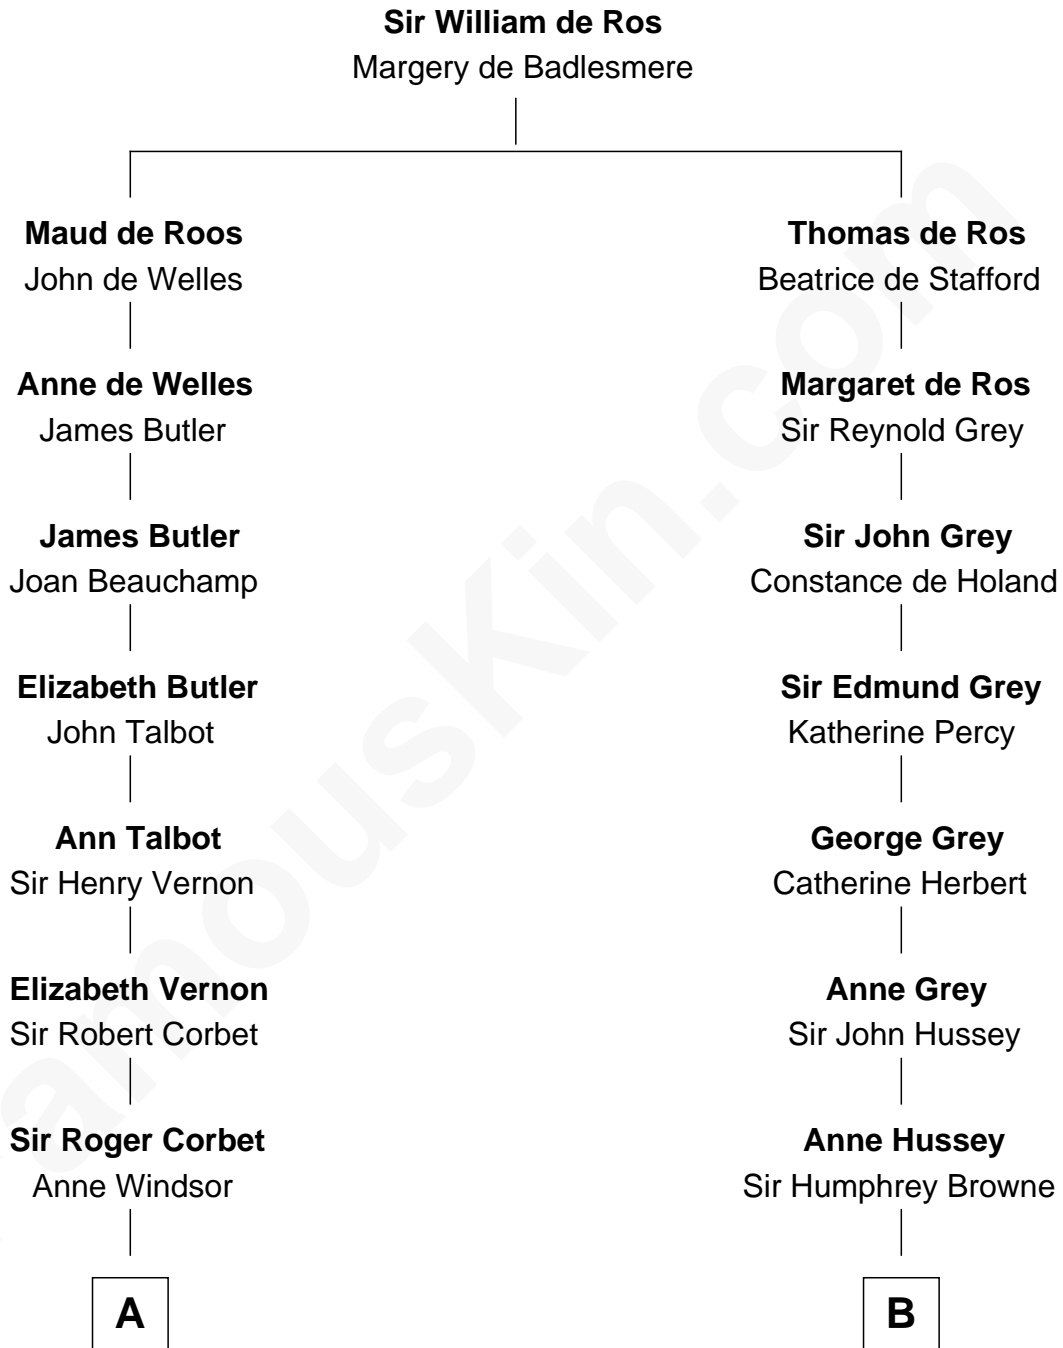 Sir William de Ros
Margery de Badlesmere
Maud de Roos
John de Welles
Thomas de Ros
Beatrice de Stafford
Anne de Welles
James Butler
Margaret de Ros
Sir Reynold Grey
James Butler
Joan Beauchamp
Sir John Grey
Constance de Holand
Elizabeth Butler
John Talbot
Sir Edmund Grey
Katherine Percy
Ann Talbot
Sir Henry Vernon
George Grey
Catherine Herbert
Elizabeth Vernon
Sir Robert Corbet
Anne Grey
Sir John Hussey
Sir Roger Corbet
Anne Windsor
Anne Hussey
Sir Humphrey Browne
A
B
amousKin.com